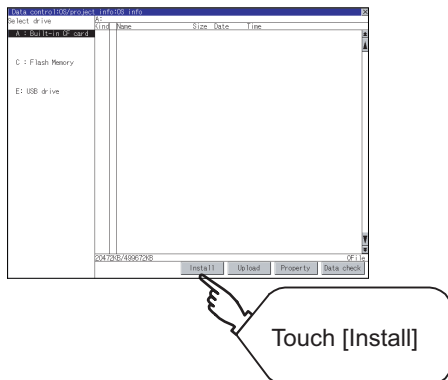 Data control:OS/project info:OS info
Select drive
A:
Kind Name Size Date Time
A : Built-in CF card
C : Flash Memory
E: USB drive
20472KB/499672KB 0File
Install Upload Property Data check
Touch [Install]